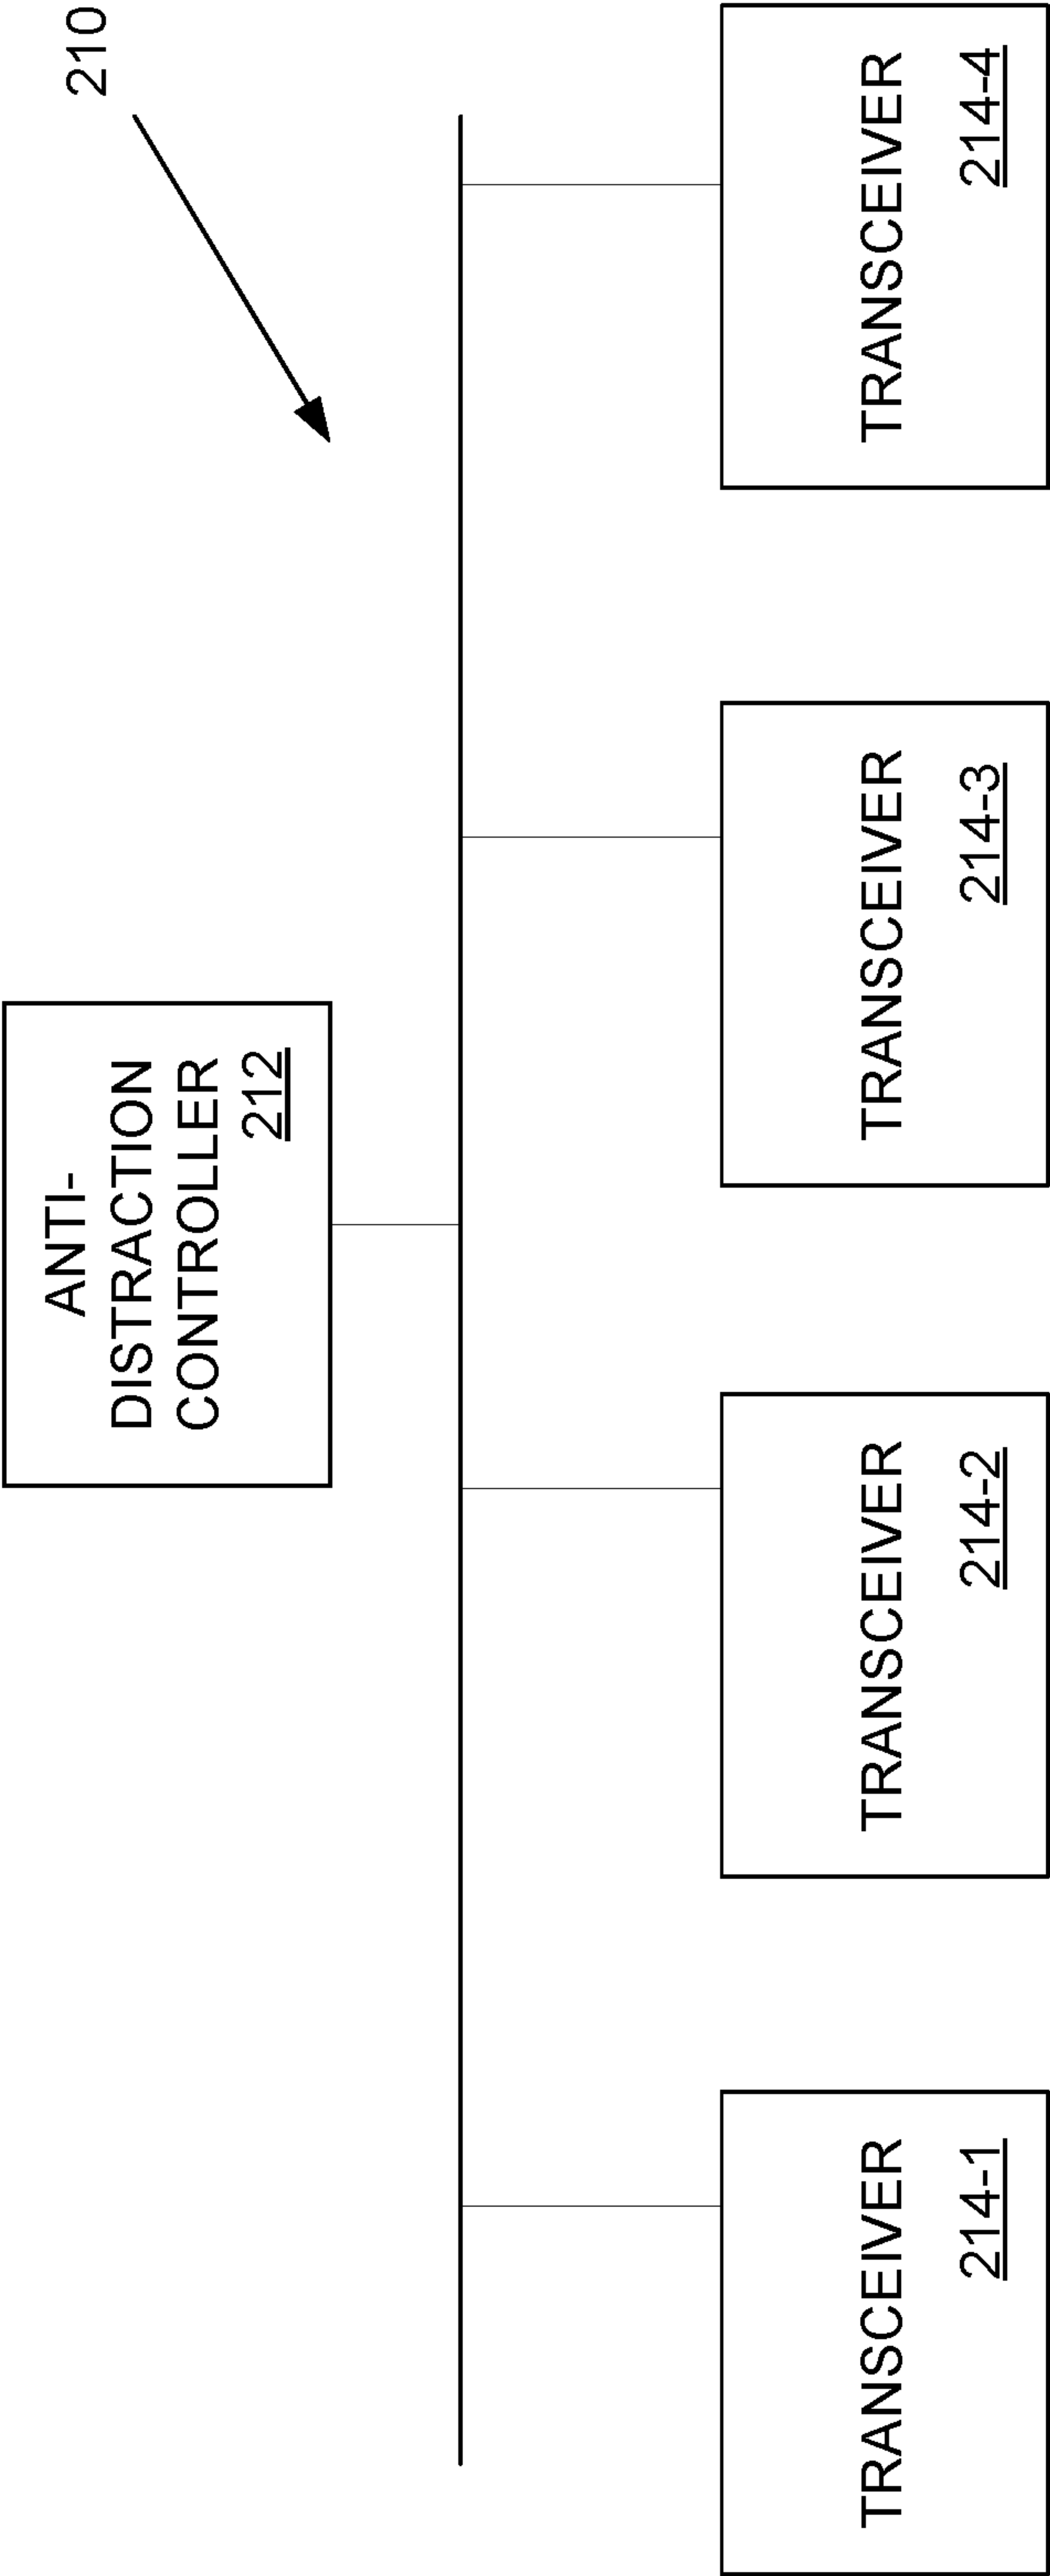 210
ANTI-
DISTRACTION
CONTROLLER
212
TRANSCEIVER
214-1
TRANSCEIVER
214-2
TRANSCEIVER
214-3
TRANSCEIVER
214-4